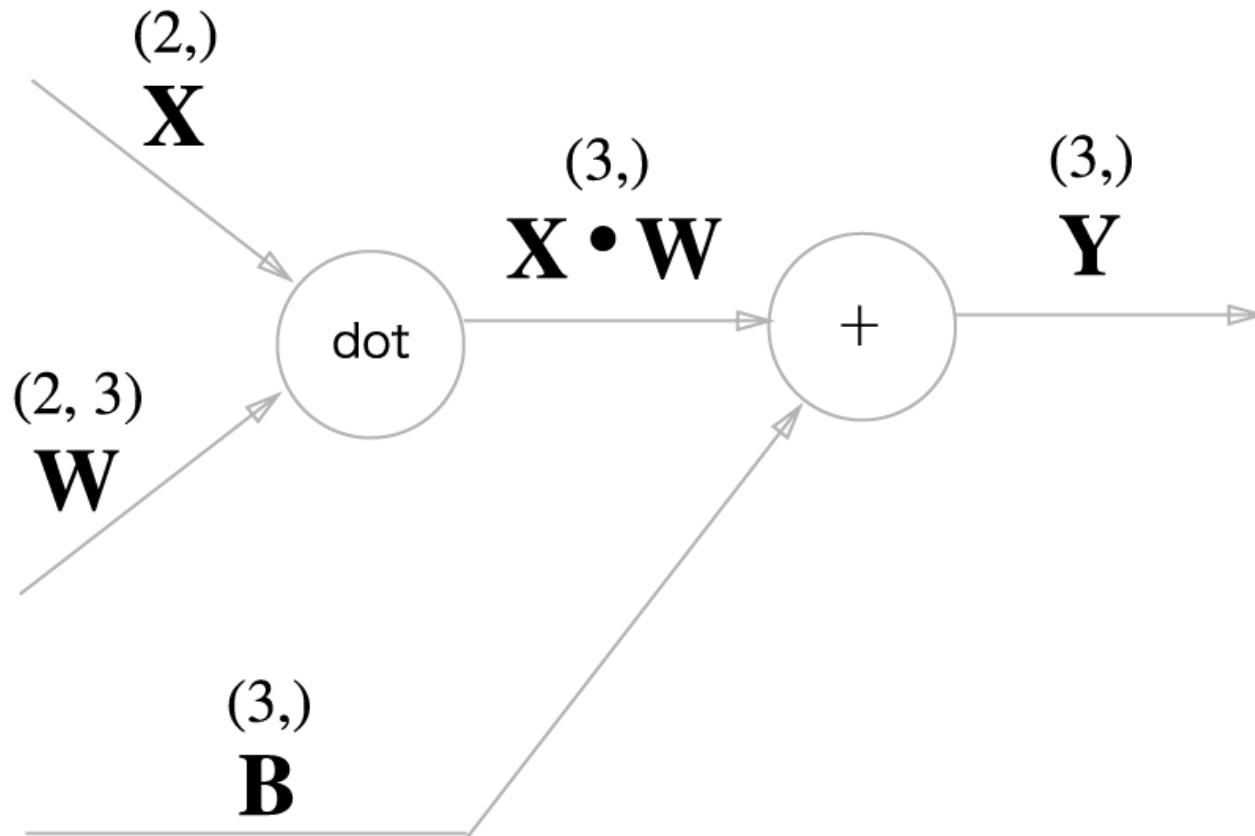 (2,)
X
(3,)
X • W
(3,)
Y
dot
+
(2, 3)
W
(3,)
B